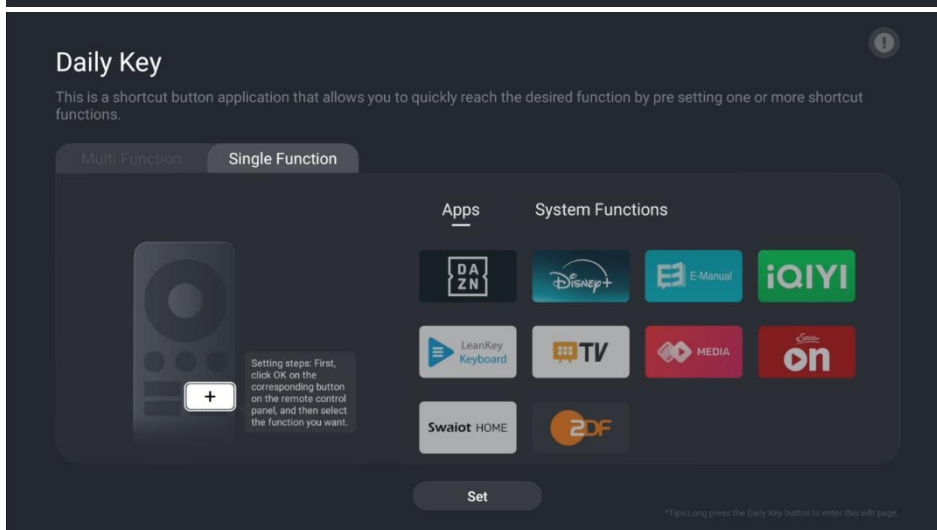 Daily Key
This is a shortcut button application that allows you to quickly reach the desired function by pre setting one or more shortcut
functions.
Multi Function
Single Function
Apps
System Functions
DA
ZN
Disney+
E-Manual
iQIYI
LeanKey
Keyboard
TV
MEDIA
Save
on
Swaiot HOME
2DF
Setting steps: First,
click OK on the
corresponding button
on the remote control
panel, and then select
the function you want.
+
Set
*Tips:Long press the Daily Key button to enter this edit page.